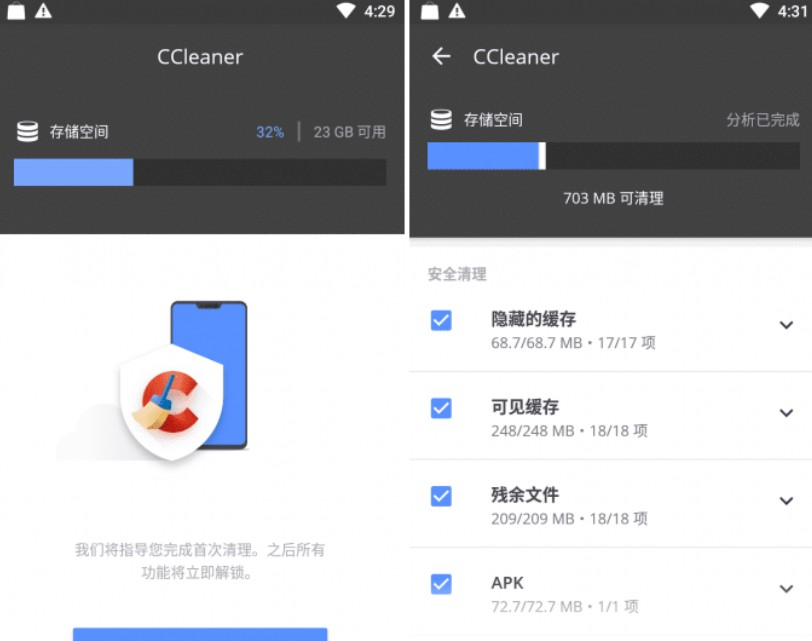 4:29
CCleaner
存储空间
32%
23 GB 可用
我们将指导您完成首次清理。之后所有
功能将立即解锁。
4:31
CCleaner
存储空间
分析已完成
703 MB 可清理
安全清理
隐藏的缓存
68.7/68.7 MB • 17/17 项
可见缓存
248/248 MB • 18/18 项
残余文件
209/209 MB • 18/18 项
APK
72.7/72.7 MB • 1/1 项